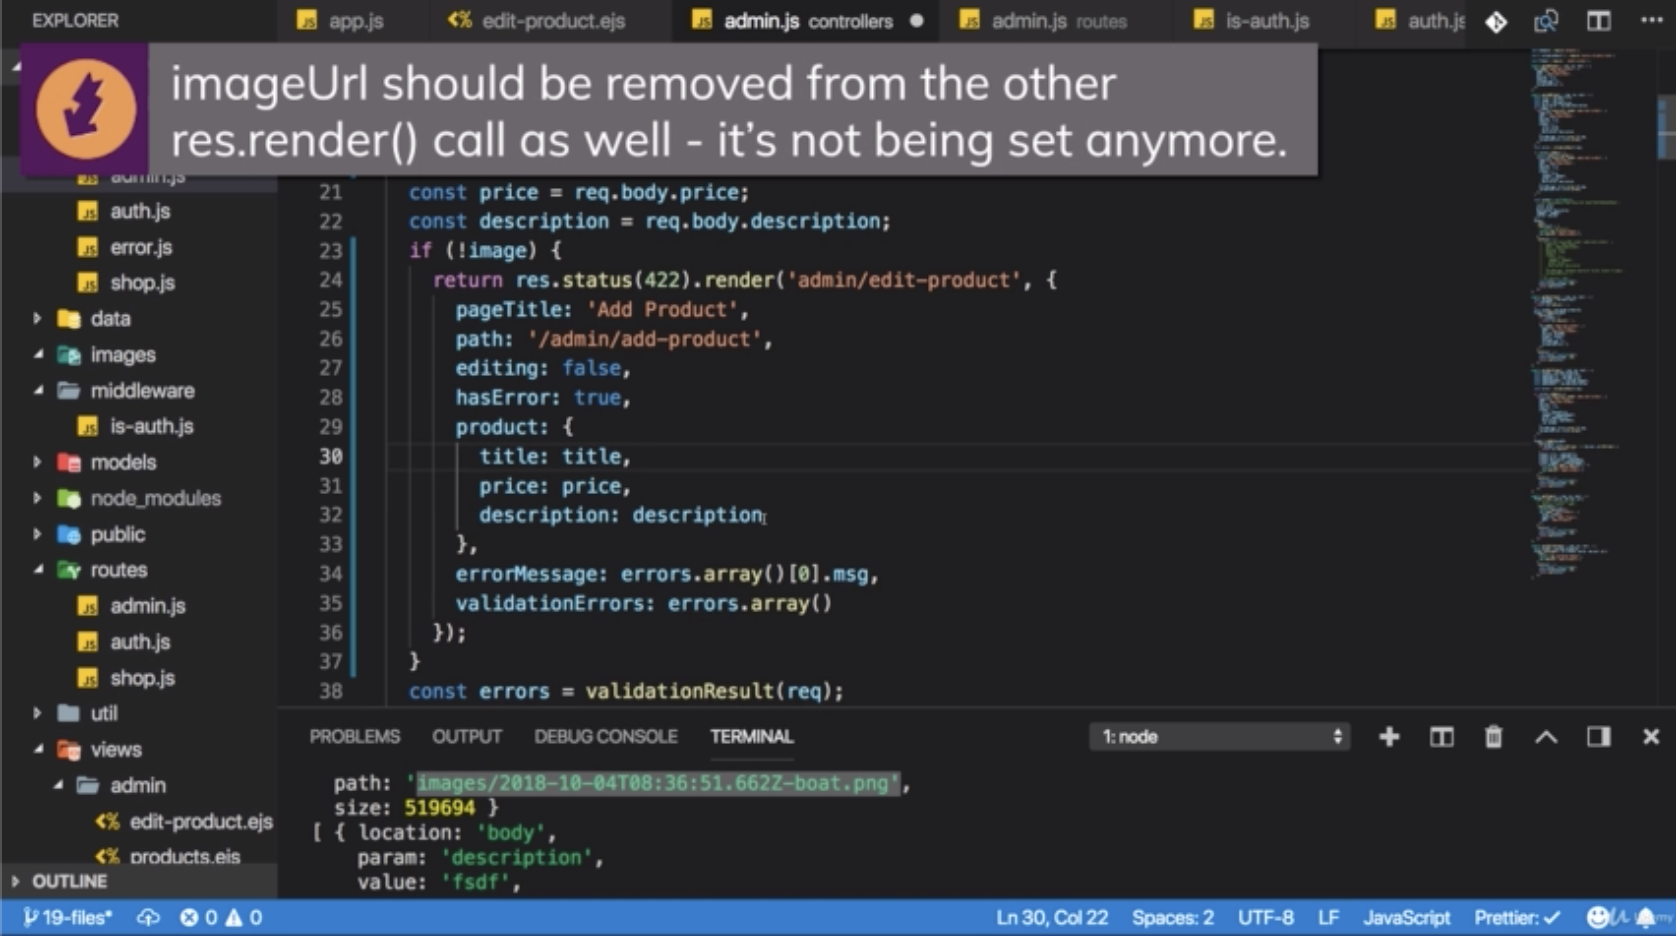 EXPLORER
app.js
edit-product.ejs
admin.js controllers
admin.js routes
is-auth.js
auth.js
imageUrl should be removed from the other
res.render() call as well - it's not being set anymore.
admin.js
auth.js
error.js
shop.js
data
images
middleware
is-auth.js
models
node_modules
public
routes
admin.js
auth.js
shop.js
util
views
admin
edit-product.ejs
products.ejs
OUTLINE
21 const price = req.body.price;
22 const description = req.body.description;
23 if (!image) {
24 return res.status(422).render('admin/edit-product', {
25 pageTitle: 'Add Product',
26 path: '/admin/add-product',
27 editing: false,
28 hasError: true,
29 product: {
30 title: title,
31 price: price,
32 description: description
33 },
34 errorMessage: errors.array()[0].msg,
35 validationErrors: errors.array()
36 });
37 }
38 const errors = validationResult(req);
PROBLEMS OUTPUT DEBUG CONSOLE TERMINAL 1: node
path: 'images/2018-10-04T08:36:51.662Z-boat.png',
size: 519694 }
[ { location: 'body',
param: 'description',
value: 'fsdf',
19-files* 0 0 Ln 30, Col 22 Spaces: 2 UTF-8 LF JavaScript Prettier: ✓